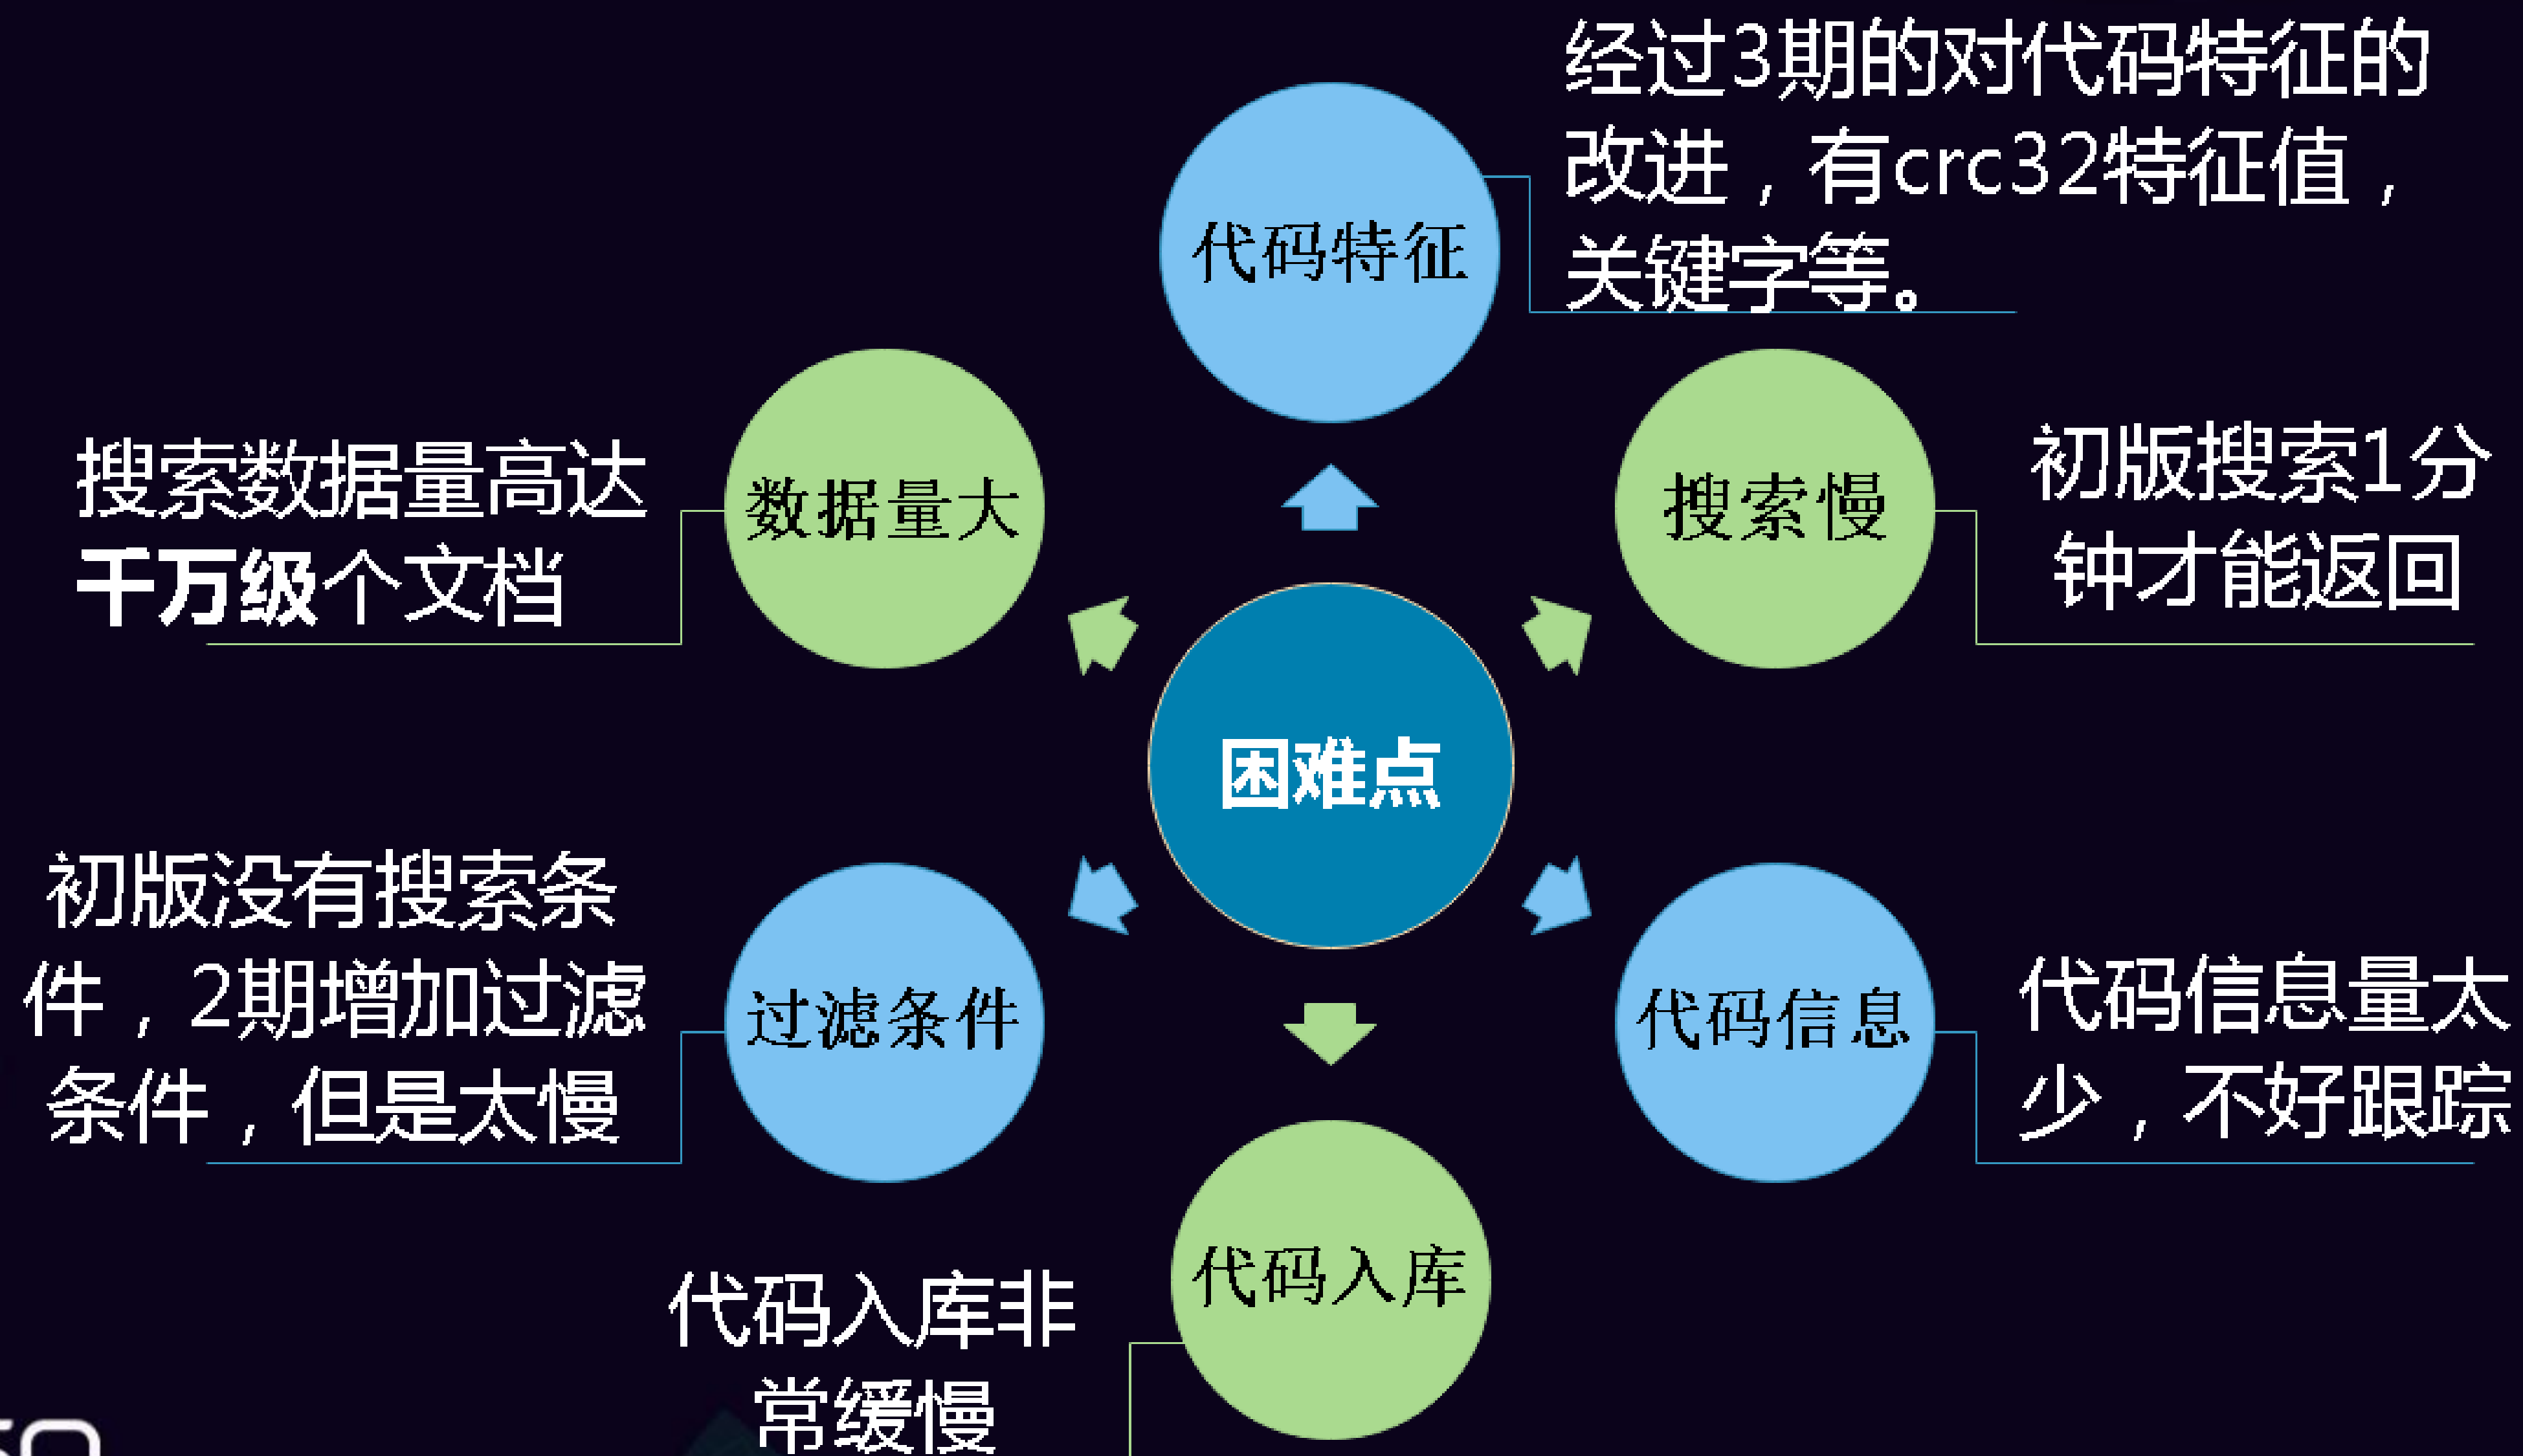 经过3期的对代码特征的
改进，有crc32特征值，
关键字等。
代码特征
搜索数据量高达
千万级个文档
数据量大
搜索慢
初版搜索1分
钟才能返回
困难点
初版没有搜索条
件，2期增加过滤
条件，但是太慢
过滤条件
代码信息
代码信息量太
少，不好跟踪
代码入库
代码入库非
常缓慢